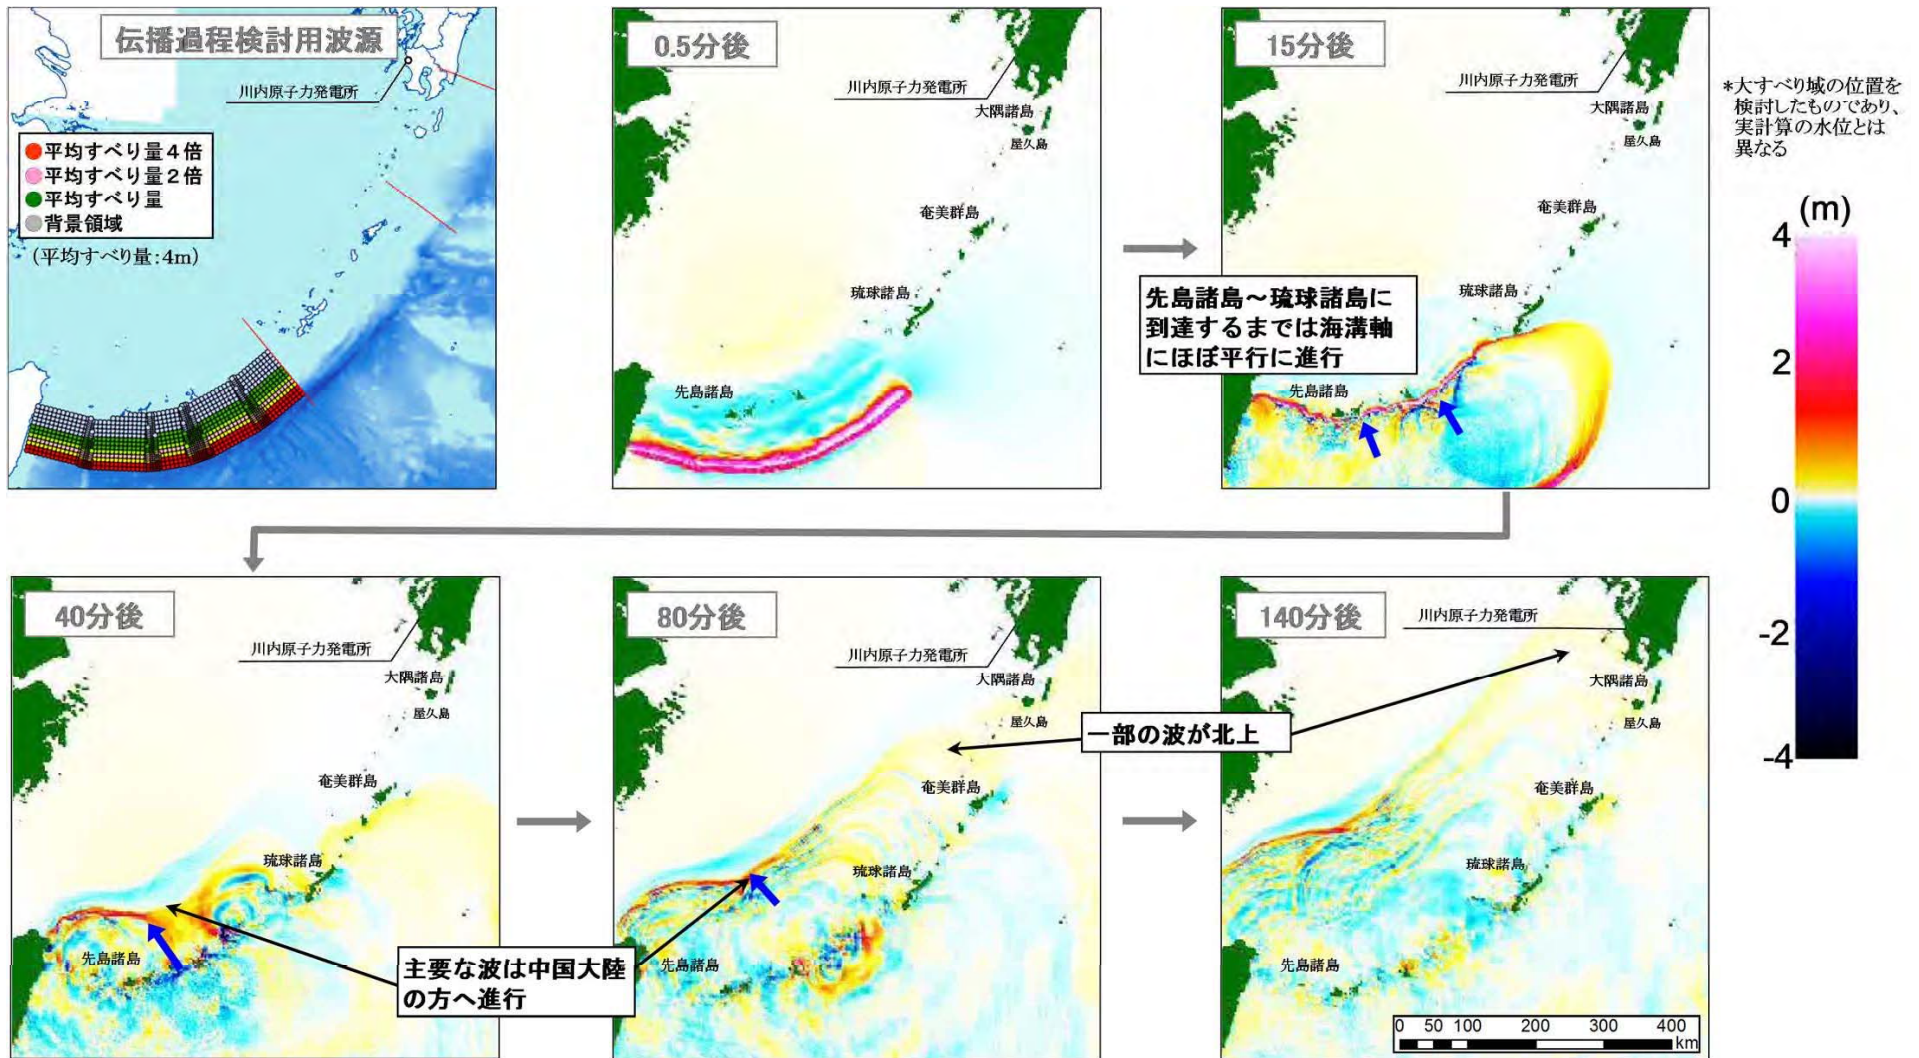 伝播過程検討用波源
川内原子力発電所
●平均すべり量4倍
●平均すべり量2倍
●平均すべり量
●背景領域
(平均すべり量:4m)
0.5分後
川内原子力発電所
大隅諸島
屋久島
奄美群島
琉球諸島
先島諸島
15分後
川内原子力発電所
大隅諸島
屋久島
奄美群島
琉球諸島
先島諸島
先島諸島~琉球諸島に
到達するまでは海溝軸
にほぼ平行に進行
*大すべり域の位置を
検討したものであり、
実計算の水位とは
異なる
(m)
4
2
0
-2
-4
40分後
川内原子力発電所
大隅諸島
屋久島
奄美群島
琉球諸島
先島諸島
主要な波は中国大陸
の方へ進行
80分後
川内原子力発電所
大隅諸島
屋久島
一部の波が北上
奄美群島
琉球諸島
先島諸島
140分後
川内原子力発電所
大隅諸島
屋久島
奄美群島
琉球諸島
先島諸島
0 50 100 200 300 400
km